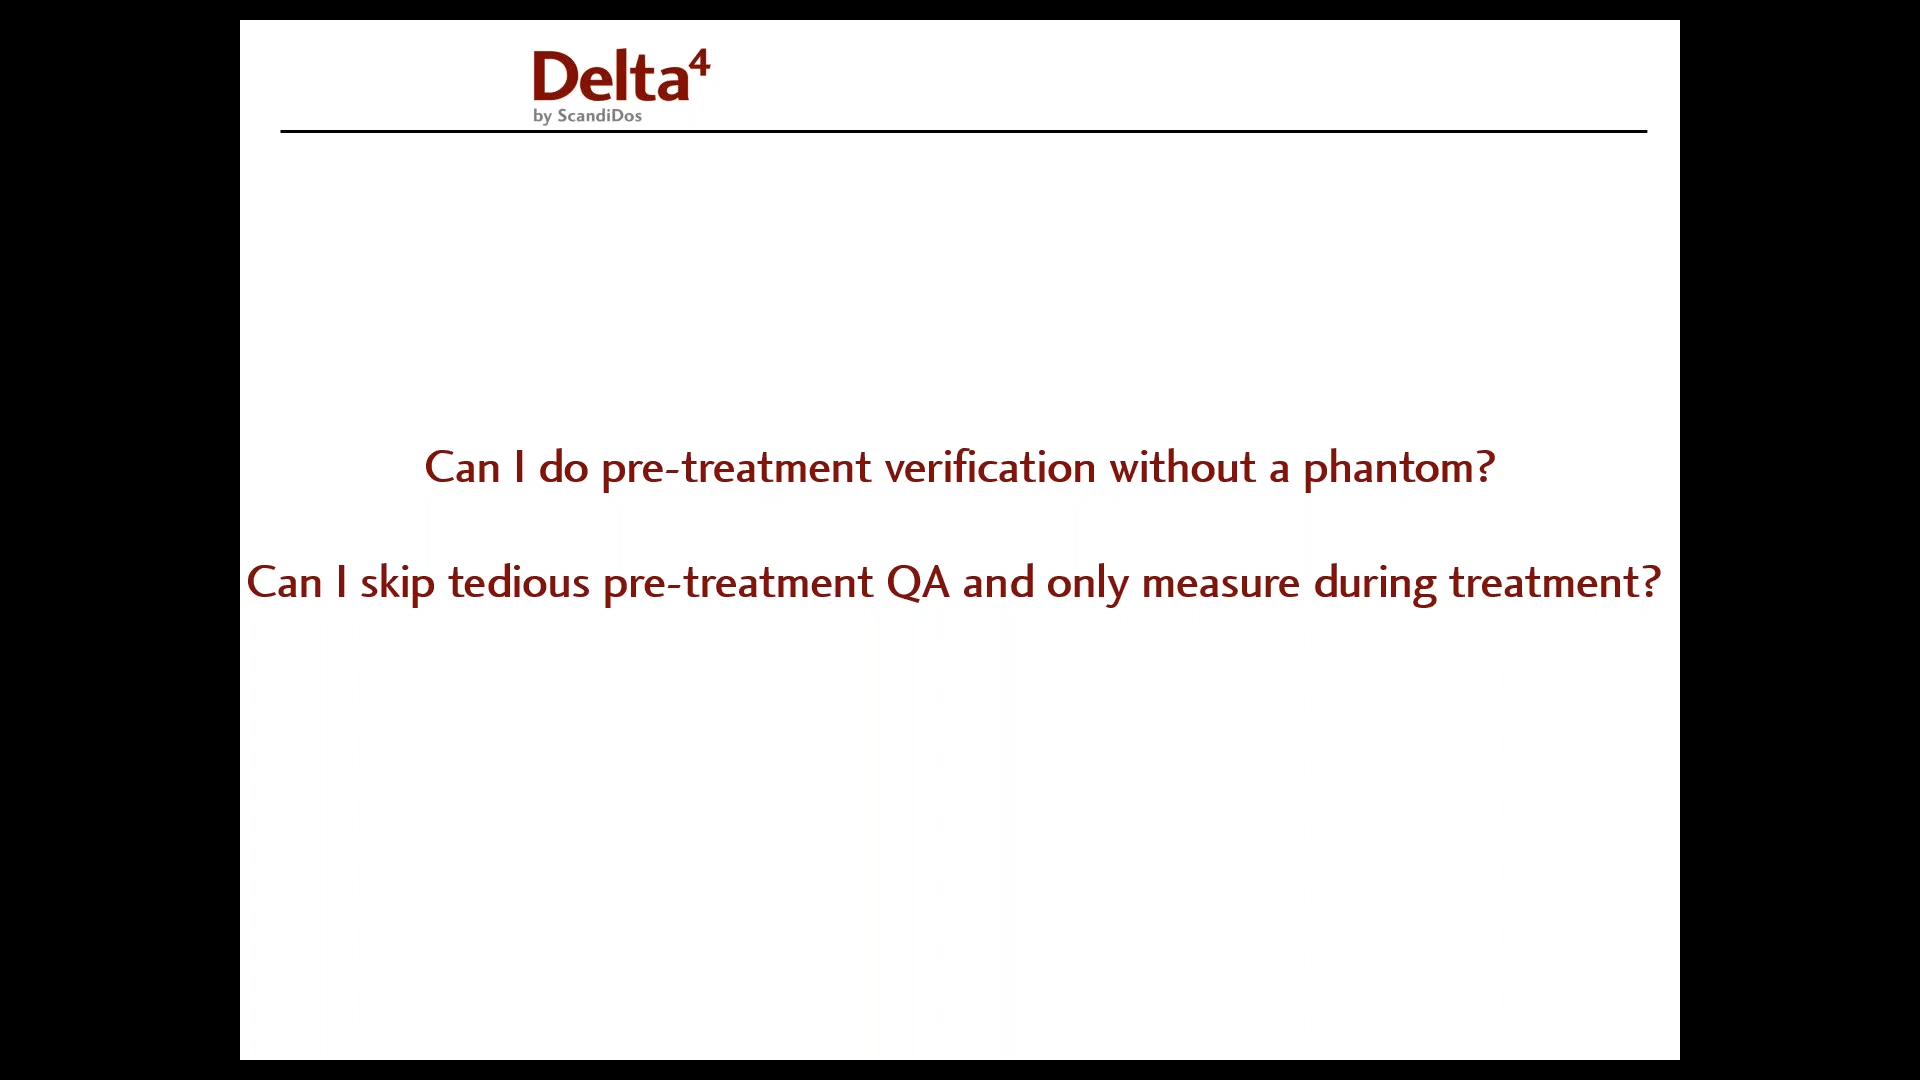 Delta4
by ScandiDos
Can I do pre-treatment verification without a phantom?
Can I skip tedious pre-treatment QA and only measure during treatment?